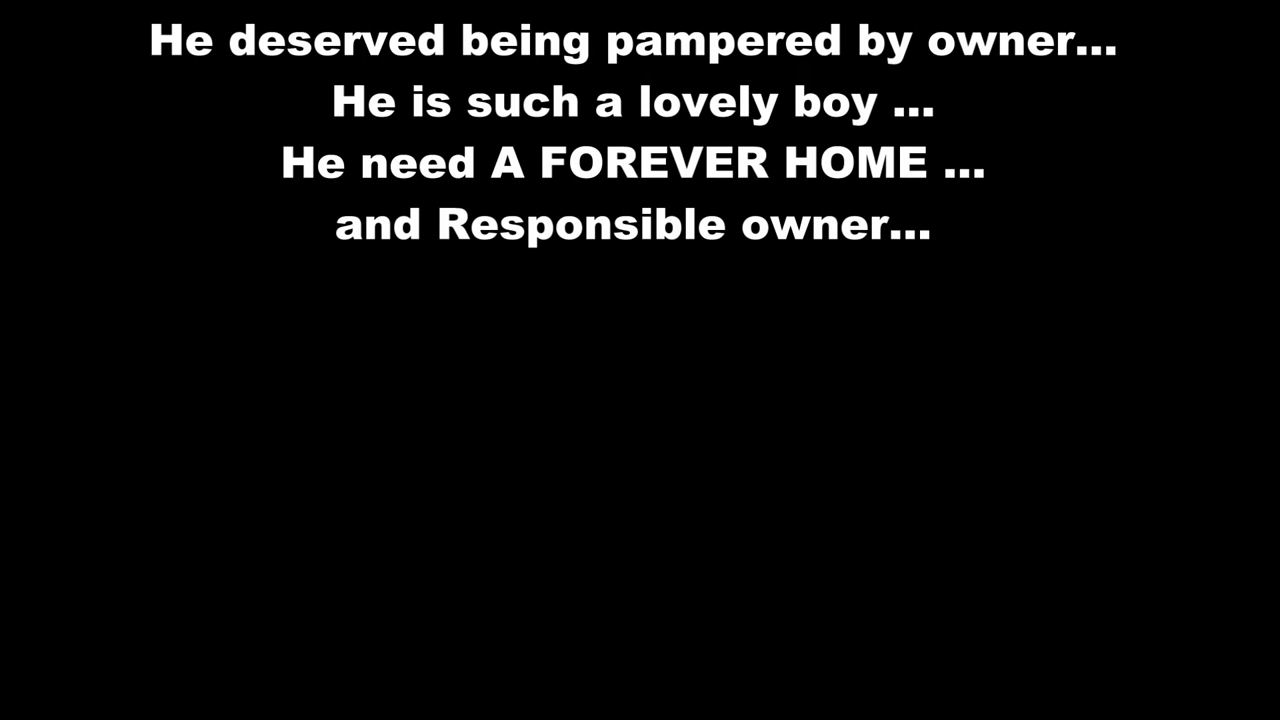 He deserved being pampered by owner...
He is such a lovely boy ...
He need A FOREVER HOME ...
and Responsible owner...